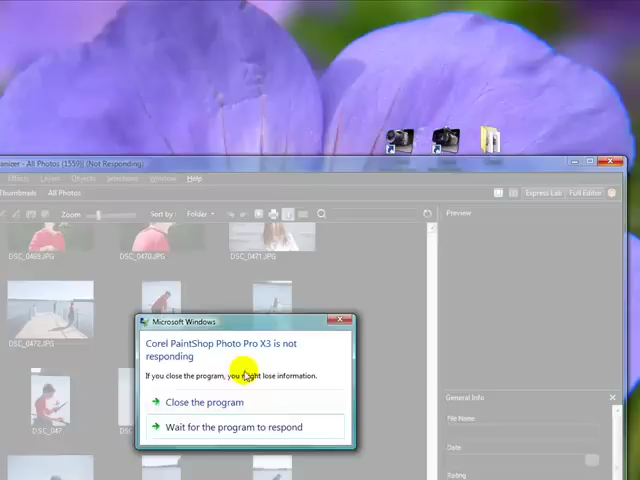 anizer - All Photos (1559)] (Not Responding)
Effects Layers Objects Selections Window Help
Thumbnails All Photos Express Lab Full Editor
Zoom Sort by : Folder
Preview
DSC_0469.JPG DSC_0470.JPG DSC_0471.JPG
DSC_0472.JPG
DSC_047
Microsoft Windows
Corel PaintShop Photo Pro X3 is not
responding
If you close the program, you might lose information.
Close the program
Wait for the program to respond
General Info
File Name
Date
Rating